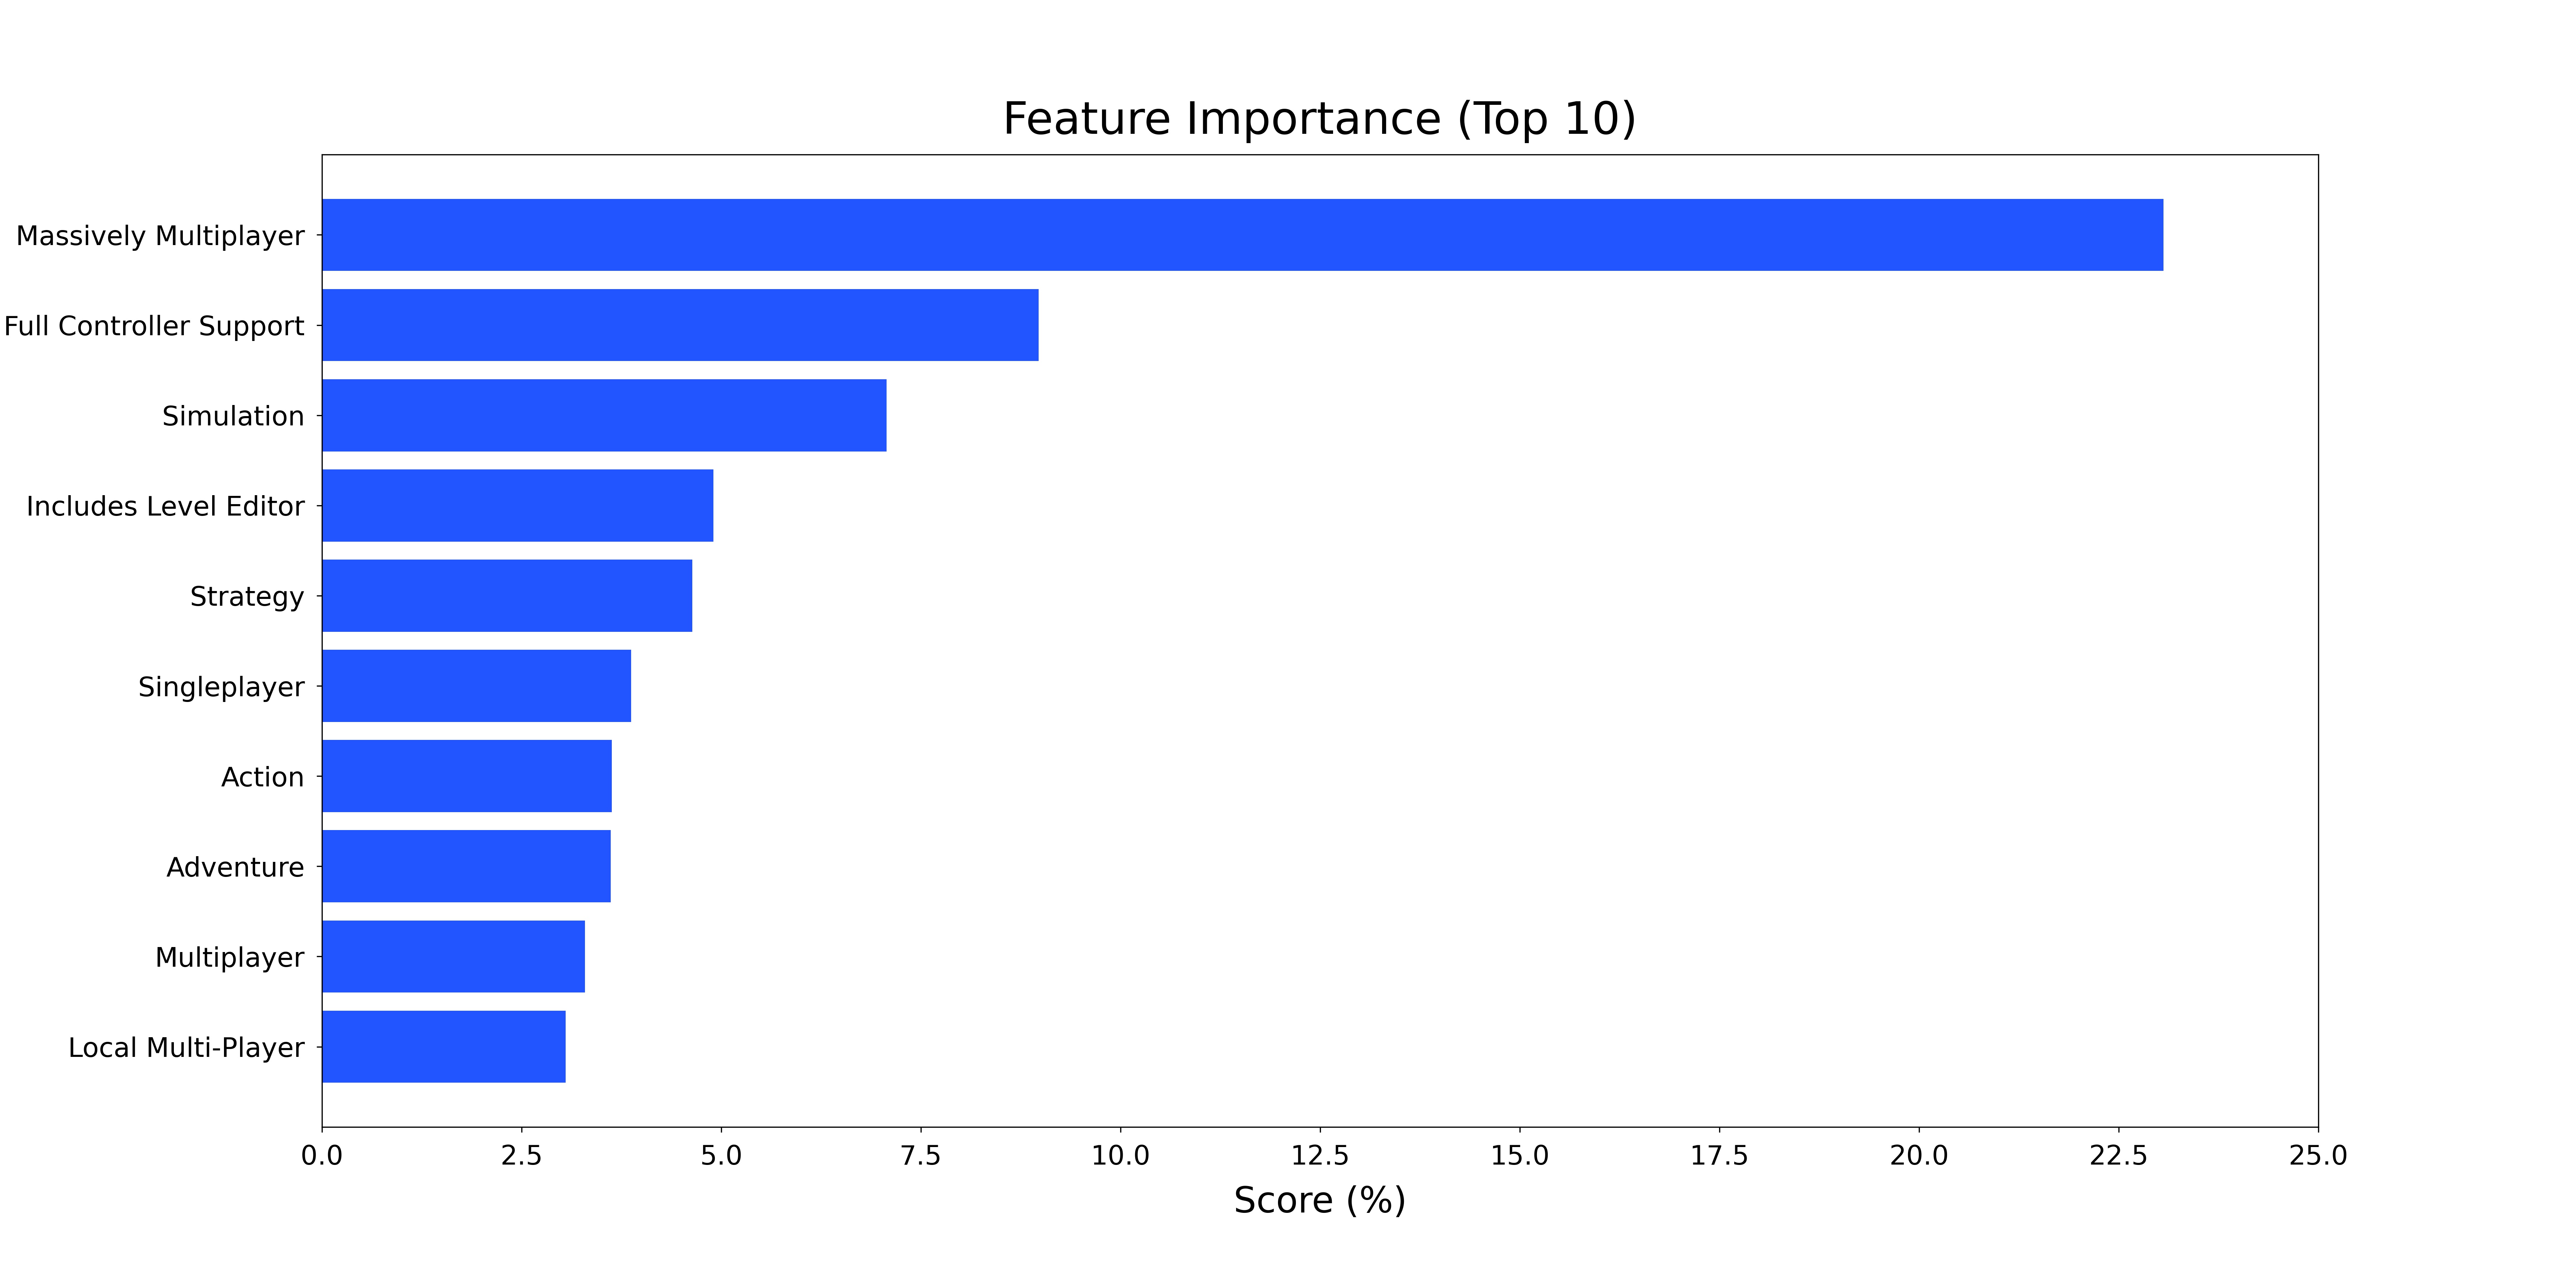 Feature Importance (Top 10)
Massively Multiplayer
Full Controller Support
Simulation
Includes Level Editor
Strategy
Singleplayer
Action
Adventure
Multiplayer
Local Multi-Player
0.0 2.5 5.0 7.5 10.0 12.5 15.0 17.5 20.0 22.5 25.0
Score (%)